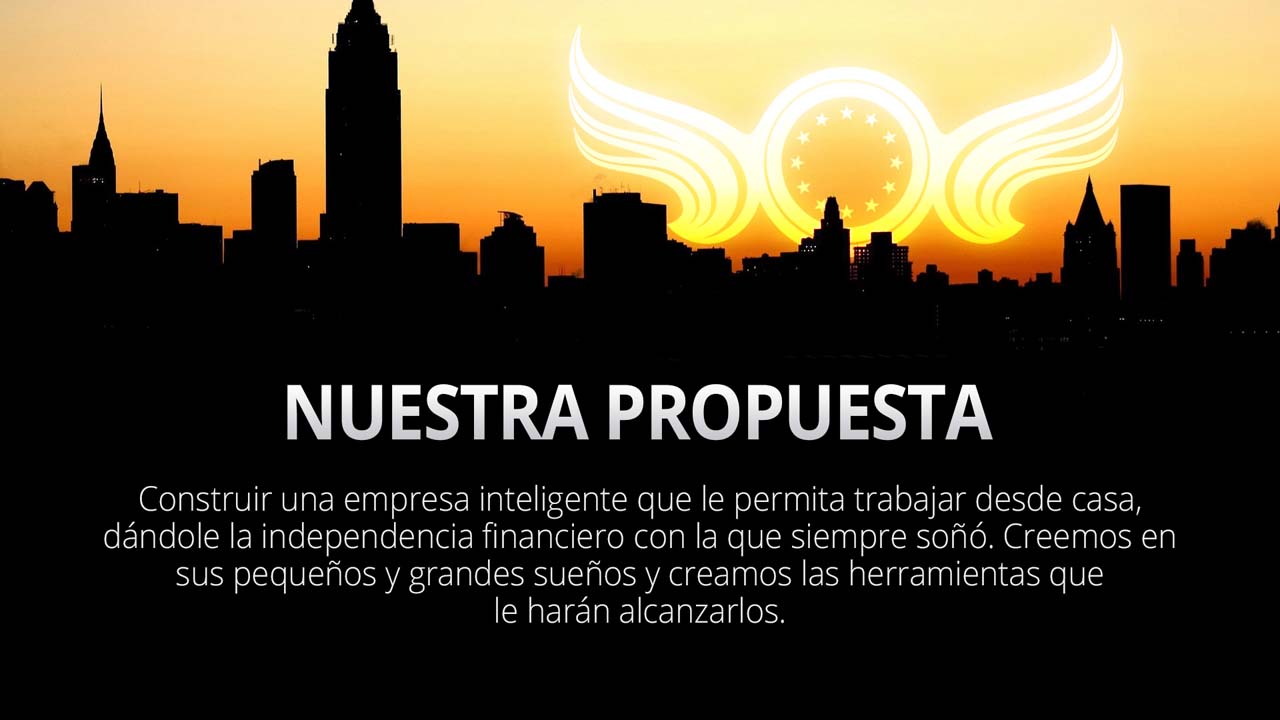 NUESTRA PROPUESTA
Construir una empresa inteligente que le permita trabajar desde casa,
dándole la independencia financiero con la que siempre soñó. Creemos en
sus pequeños y grandes sueños y creamos las herramientas que
le harán alcanzarlos.